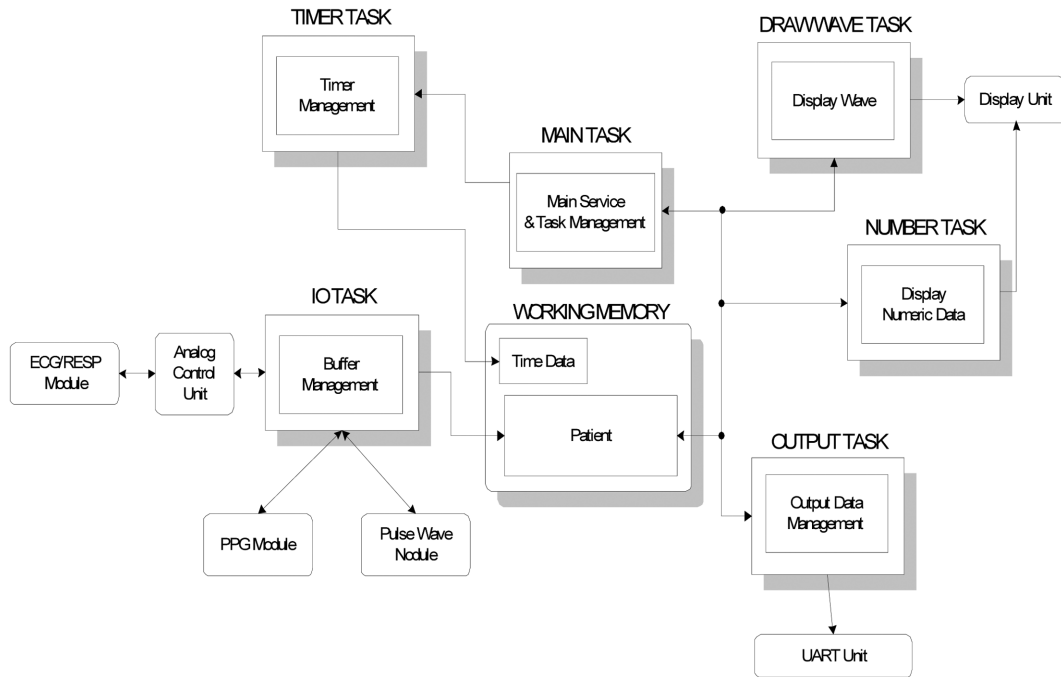 TIMER TASK
Timer
Management
DRAWWAVE TASK
Display Wave
Display Unit
MAIN TASK
Main Service
& Task Management
NUMBER TASK
Display
Numeric Data
IO TASK
Buffer
Management
ECG/RESP
Module
Analog
Control
Unit
WORKING MEMORY
Time Data
Patient
PPG Module
Pulse Wave
Nodule
OUTPUT TASK
Output Data
Management
UART Unit